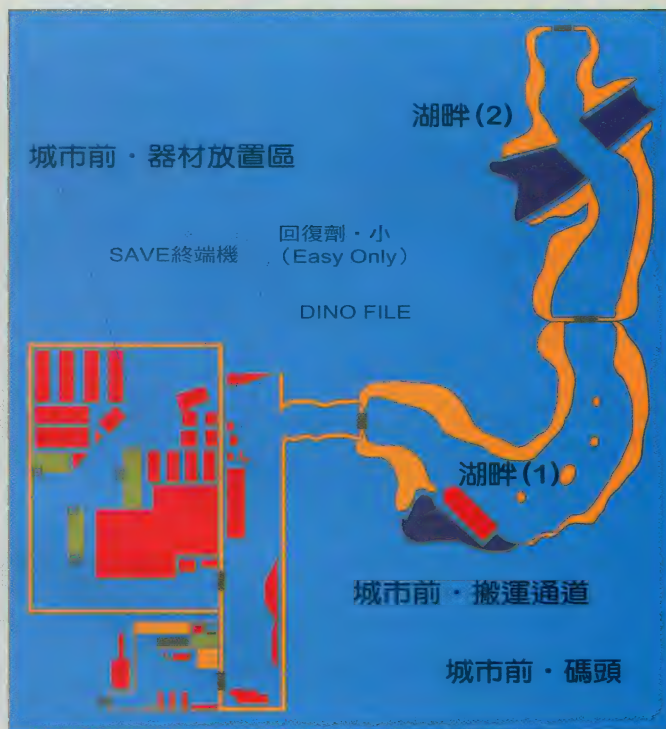 湖畔(2)
城市前・器材放置區
回復劑・小
(Easy Only)
SAVE終端機
DINO FILE
湖畔(1)
城市前・搬運通道
城市前・碼頭